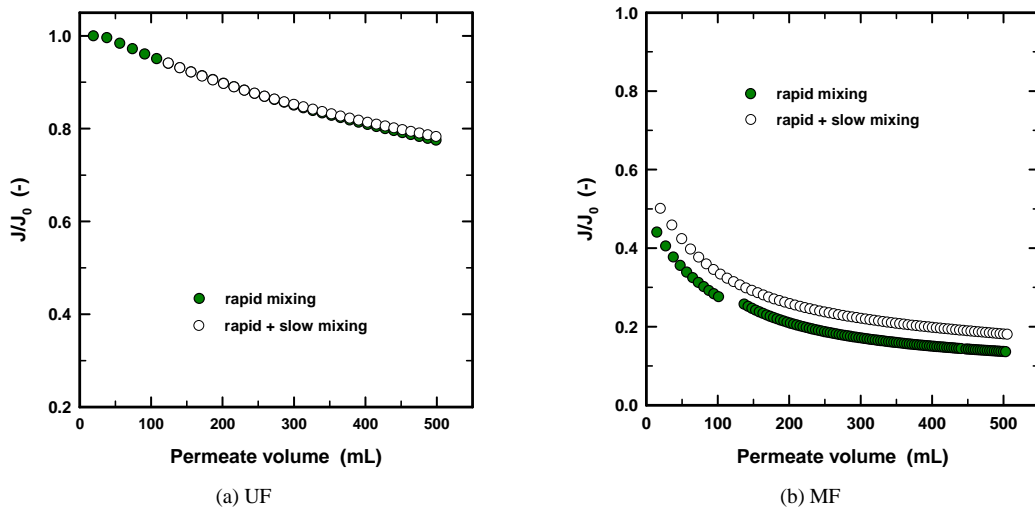 1.0
0.8
0.6
0.4
0.2
J/J0 (-)
rapid mixing
rapid + slow mixing
0 100 200 300 400 500
Permeate volume (mL)
(a) UF
1.0
0.8
0.6
0.4
0.2
0.0
J/J0 (-)
rapid mixing
rapid + slow mixing
0 100 200 300 400 500
Permeate volume (mL)
(b) MF